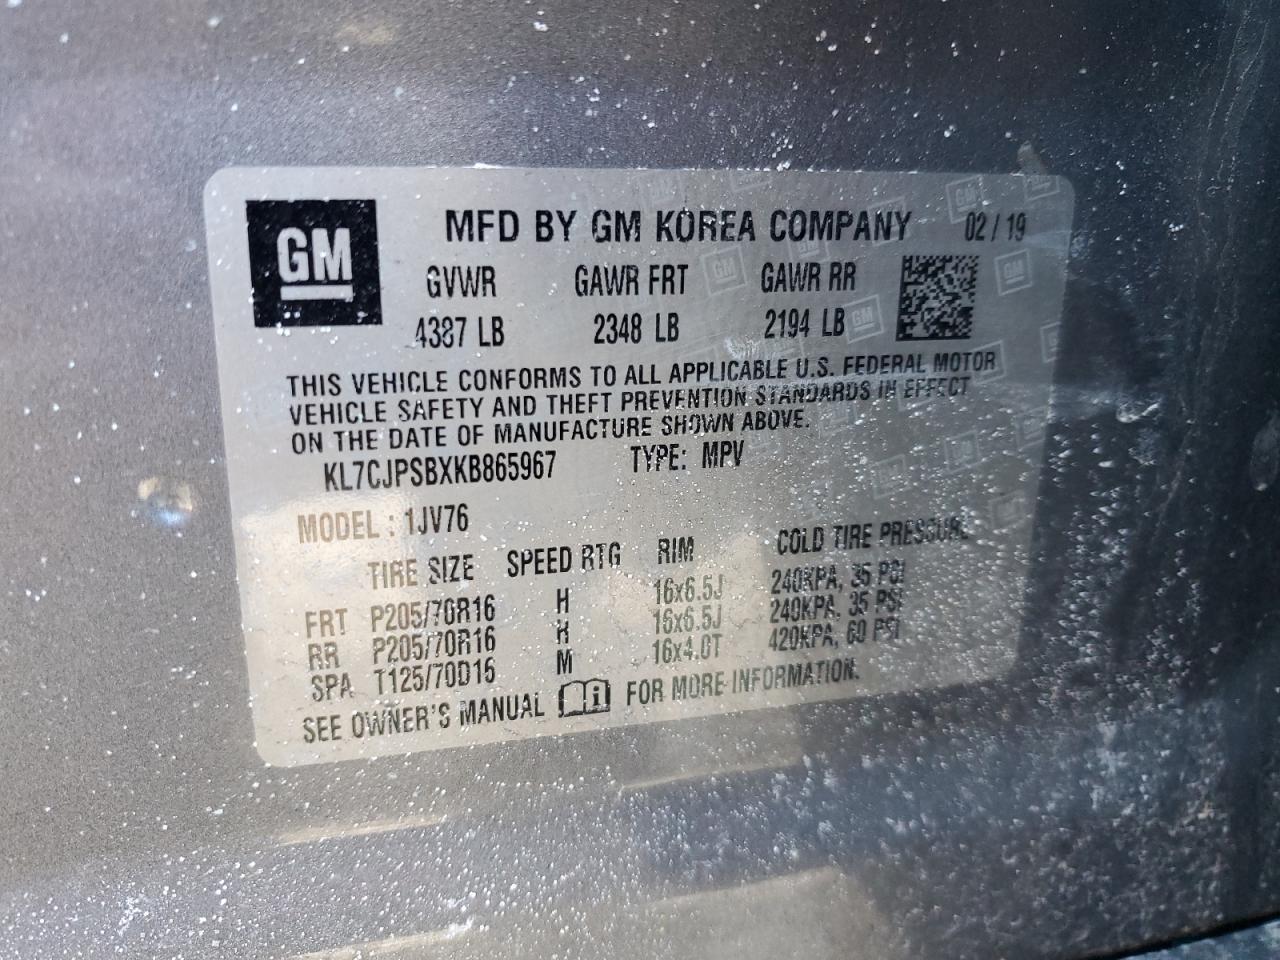 GM
MFD BY GM KOREA COMPANY 02/19
GVWR GAWR FRT GAWR RR
4387 LB 2348 LB 2194 LB
THIS VEHICLE CONFORMS TO ALL APPLICABLE U.S. FEDERAL MOTOR
VEHICLE SAFETY AND THEFT PREVENTION STANDARDS IN EFFECT
ON THE DATE OF MANUFACTURE SHOWN ABOVE.
KL7CJPSBXKB865967 TYPE: MPV
MODEL: 1JV76
TIRE SIZE SPEED RTG RIM COLD TIRE PRESSURE
FRT P205/70R16 H 16x6.5J 240KPA, 35 PSI
RR P205/70R16 H 16x6.5J 240KPA, 35 PSI
SPA T125/70D16 M 16x4.0T 420KPA, 60 PSI
SEE OWNER'S MANUAL FOR MORE INFORMATION.